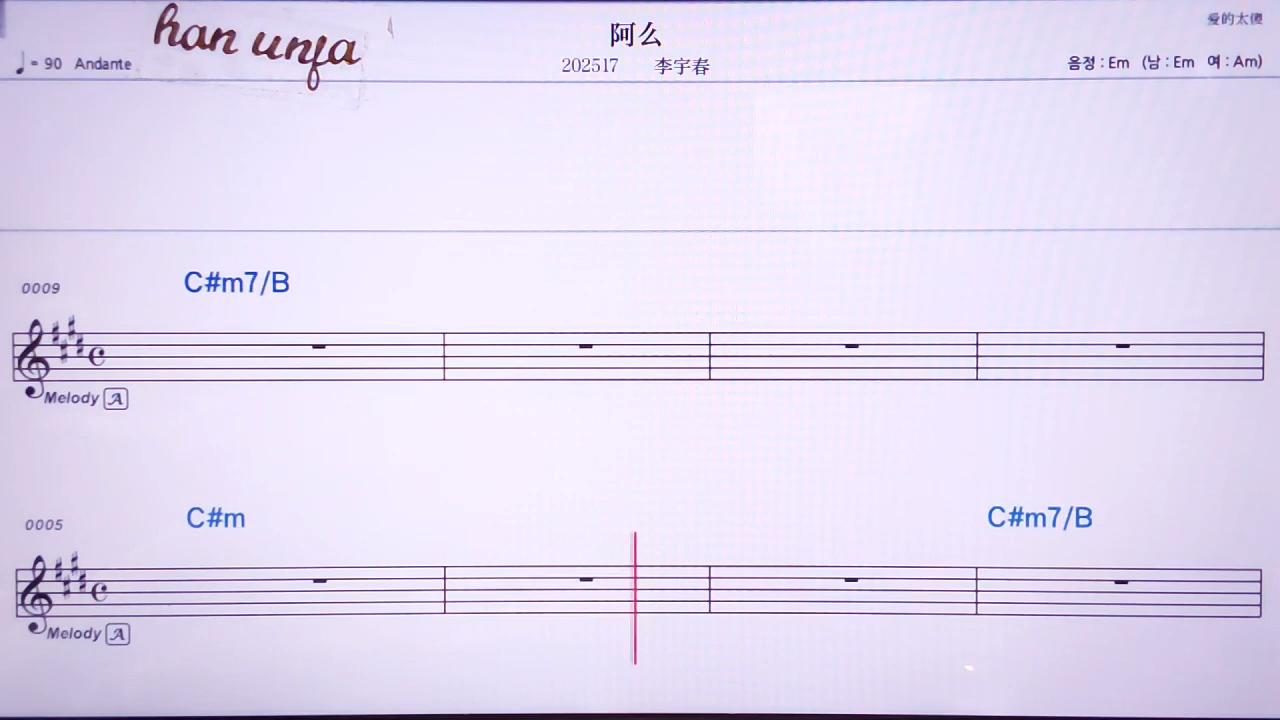 han unfa
阿么
爱的太傻
♩= 90 Andante
202517 李宇春
음정 : Em (남 : Em 여 : Am)
C#m7/B
0009
Melody A
C#m C#m7/B
0005
Melody A